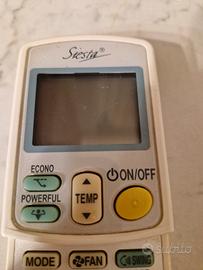 Siesta®
ECONO
ON/OFF
POWERFUL
TEMP
MODE
FAN
SWING
subito